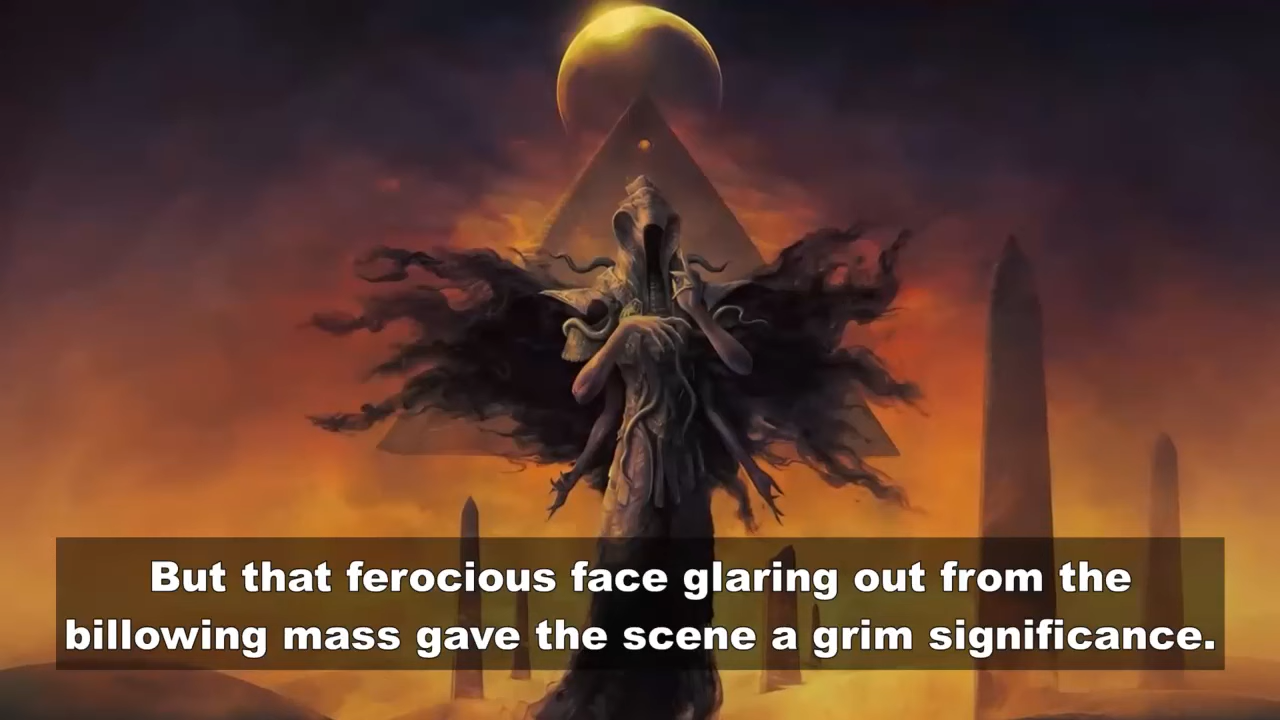 But that ferocious face glaring out from the
billowing mass gave the scene a grim significance.